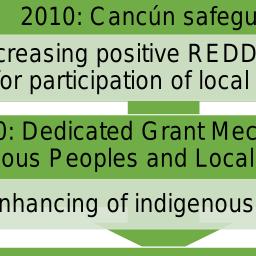 2010: Cancún safegu
creasing positive REDD
or participation of local
0: Dedicated Grant Mec
ous Peoples and Local
nhancing of indigenous